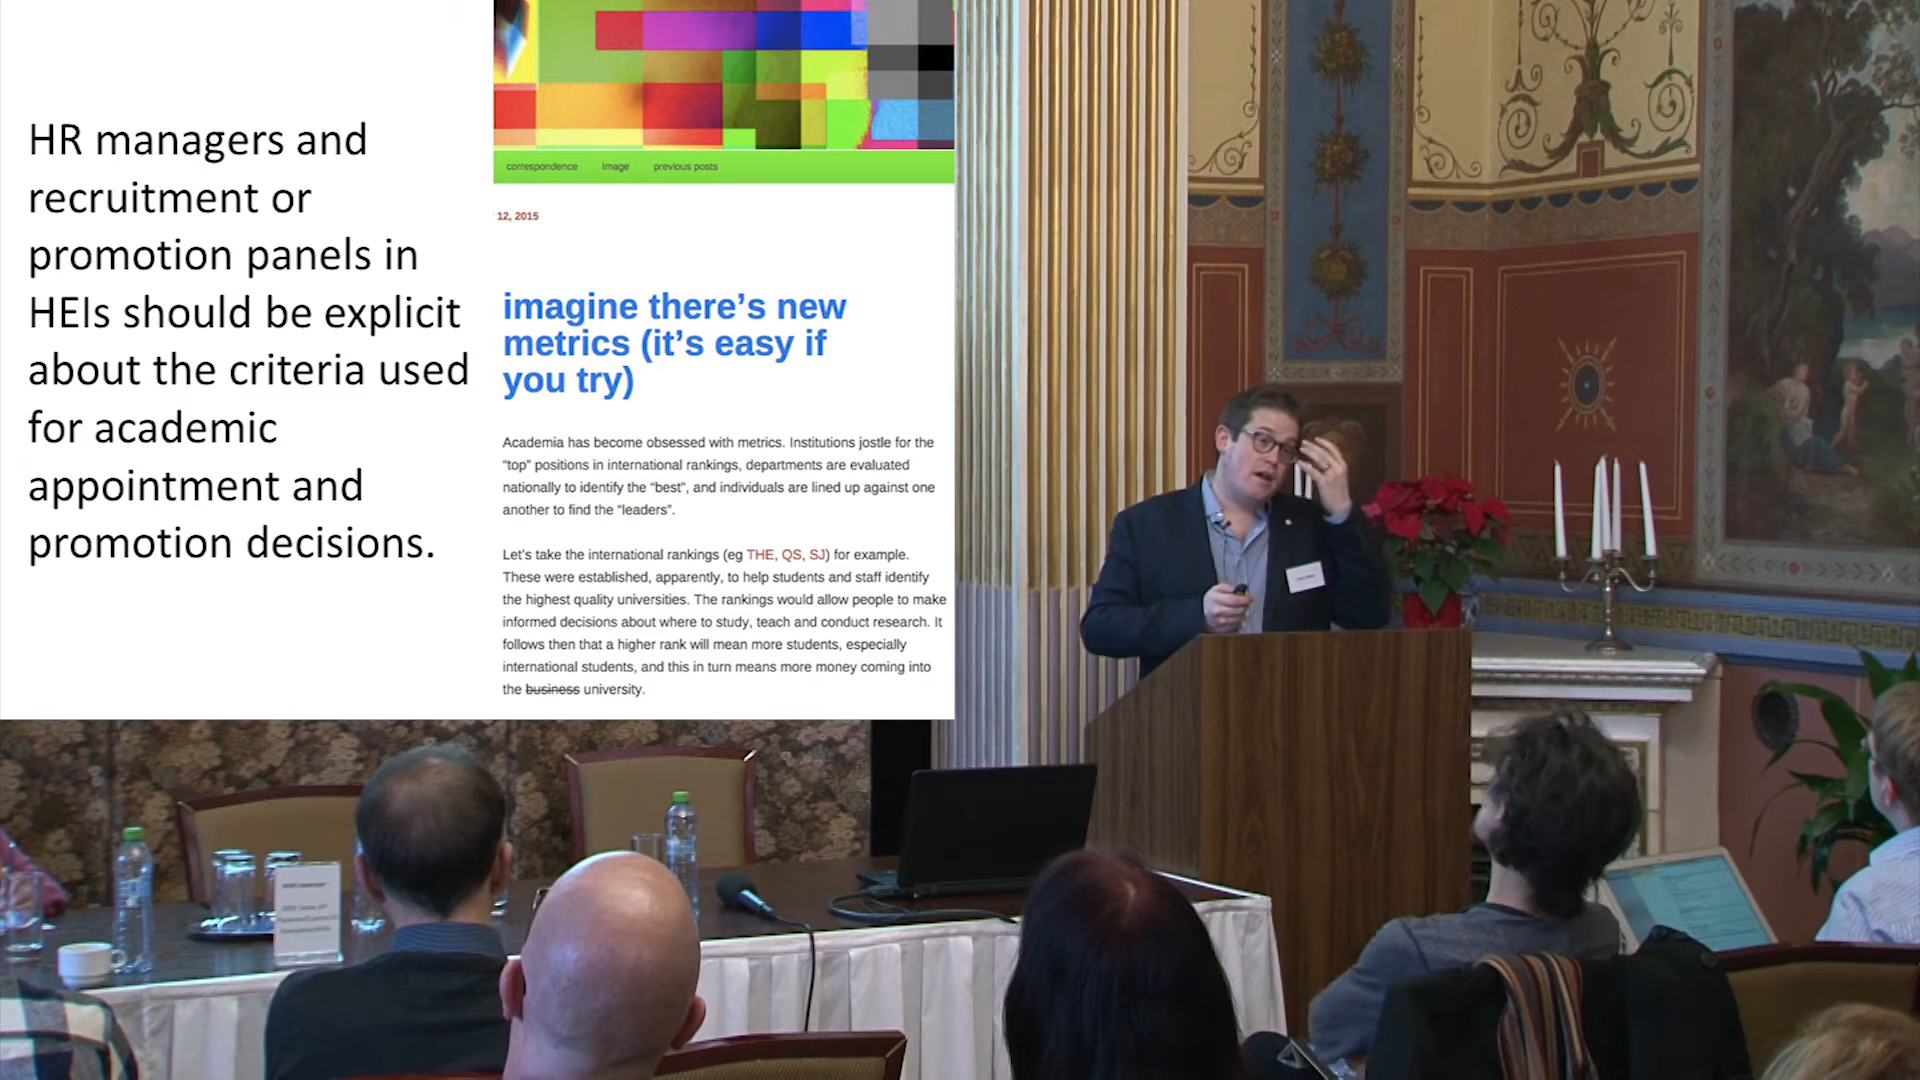 HR managers and
recruitment or
promotion panels in
HEIs should be explicit
about the criteria used
for academic
appointment and
promotion decisions.
correspondence Image previous posts
12, 2015
imagine there’s new
metrics (it’s easy if
you try)
Academia has become obsessed with metrics. Institutions jostle for the
“top” positions in international rankings, departments are evaluated
nationally to identify the “best”, and individuals are lined up against one
another to find the “leaders”.
Let’s take the international rankings (eg THE, QS, SJ) for example.
These were established, apparently, to help students and staff identify
the highest quality universities. The rankings would allow people to make
informed decisions about where to study, teach and conduct research. It
follows then that a higher rank will mean more students, especially
international students, and this in turn means more money coming into
the business university.